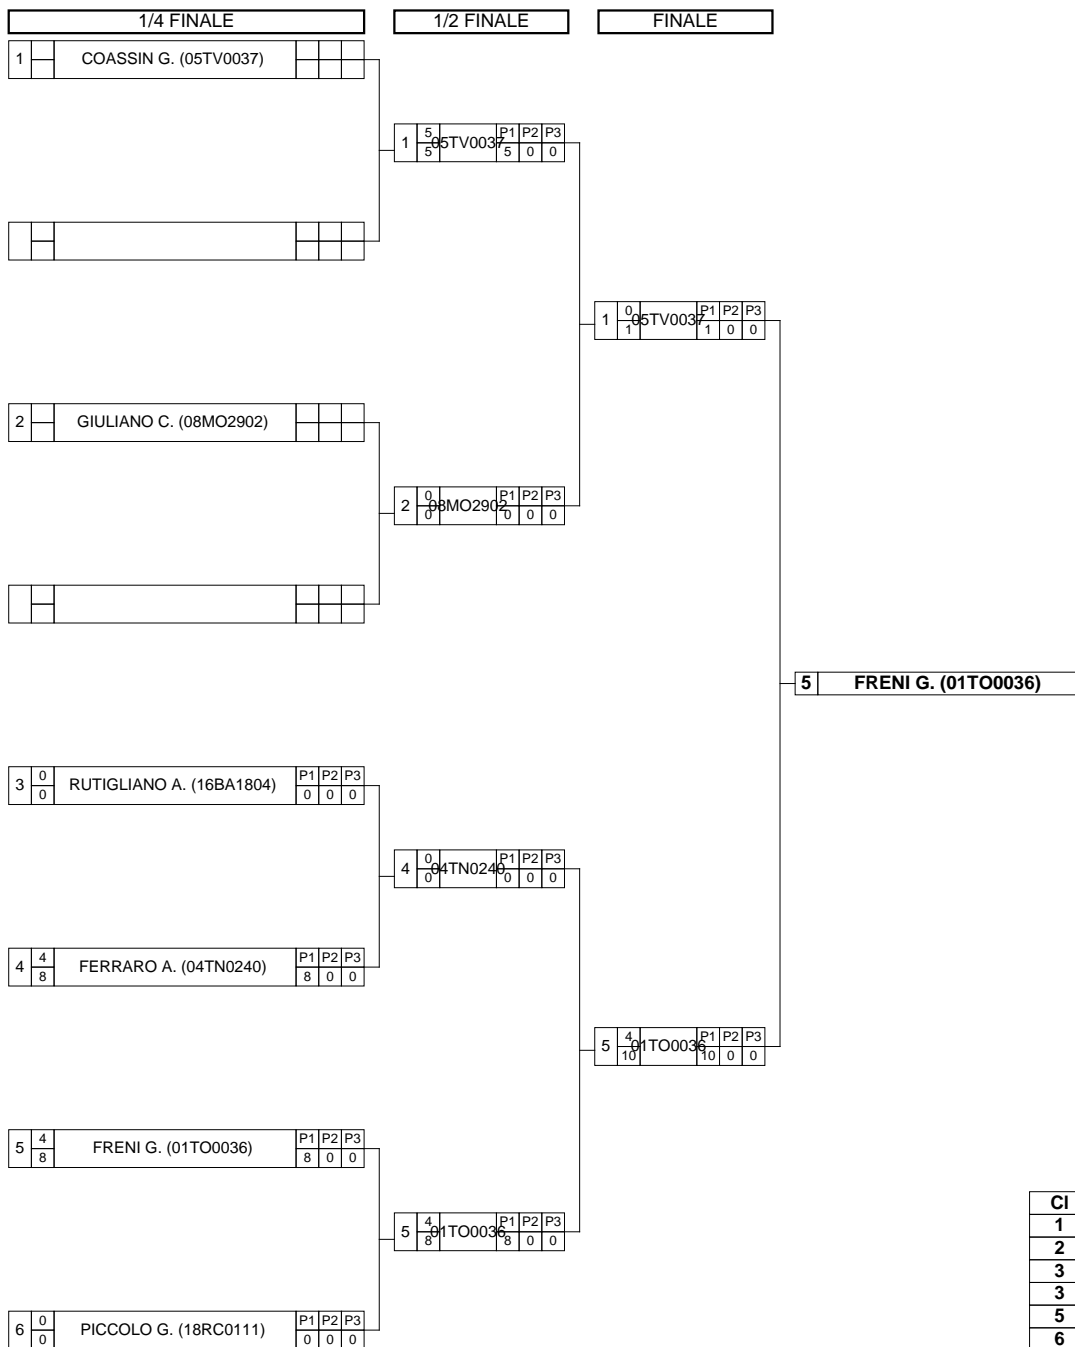 1/4 FINALE 1/2 FINALE FINALE
1 COASSIN G. (05TV0037)
1 5 05TV0037 P1 P2 P3
5 5 0 0
1 0 05TV0037 P1 P2 P3
1 1 0 0
2 GIULIANO C. (08MO2902)
2 0 08MO2902 P1 P2 P3
0 0 0 0
5 FRENI G. (01TO0036)
3 0 RUTIGLIANO A. (16BA1804) P1 P2 P3
0 0 0 0
4 0 04TN0240 P1 P2 P3
0 0 0 0
4 4 FERRARO A. (04TN0240) P1 P2 P3
8 8 0 0
5 4 01TO0036 P1 P2 P3
10 10 0 0
5 4 FRENI G. (01TO0036) P1 P2 P3
8 8 0 0
5 4 01TO0036 P1 P2 P3
8 8 0 0
6 0 PICCOLO G. (18RC0111) P1 P2 P3
0 0 0 0
Cl
1
2
3
3
5
6